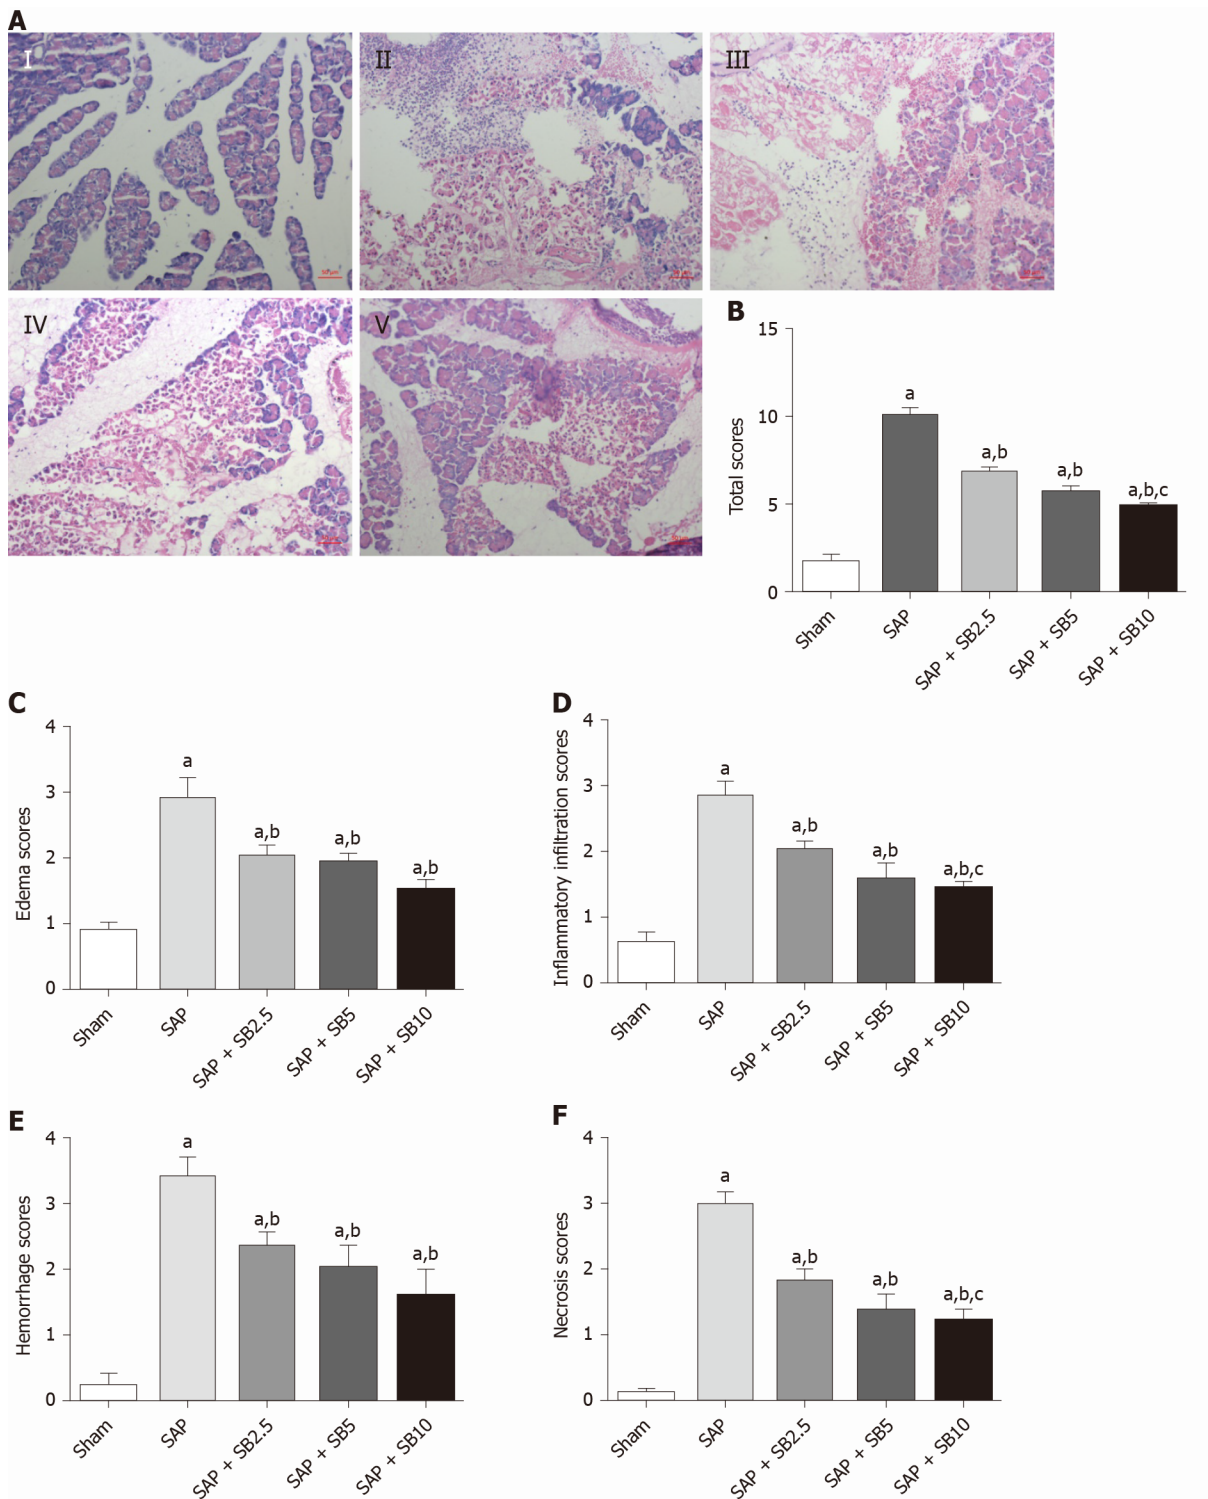 A
I
II
III
50 μm
IV
V
B
15
10
5
0
Total scores
a
a,b
a,b
a,b,c
Sham
SAP
SAP + SB2.5
SAP + SB5
SAP + SB10
C
4
3
2
1
0
Edema scores
a
a,b
a,b
a,b
Sham
SAP
SAP + SB2.5
SAP + SB5
SAP + SB10
D
4
3
2
1
0
Inflammatory infiltration scores
a
a,b
a,b
a,b,c
Sham
SAP
SAP + SB2.5
SAP + SB5
SAP + SB10
E
4
3
2
1
0
Hemorrhage scores
a
a,b
a,b
a,b
Sham
SAP
SAP + SB2.5
SAP + SB5
SAP + SB10
F
4
3
2
1
0
Necrosis scores
a
a,b
a,b
a,b,c
Sham
SAP
SAP + SB2.5
SAP + SB5
SAP + SB10